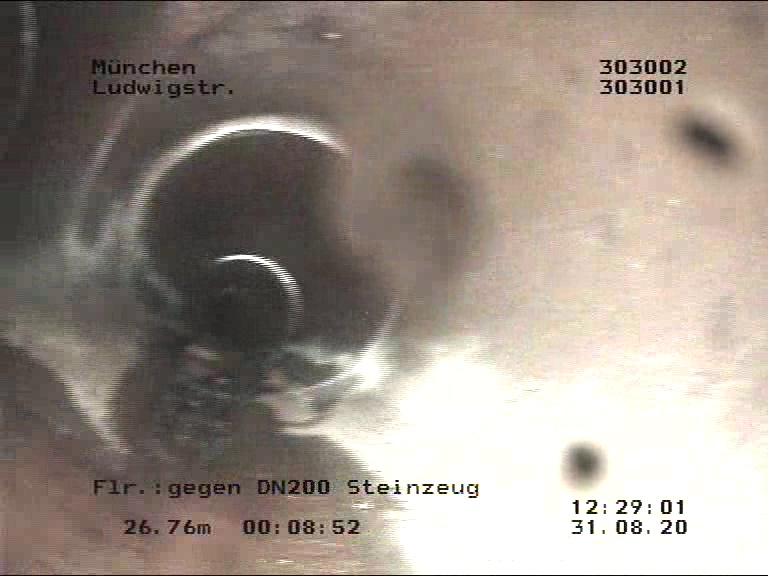 München
Ludwigstr.
303002
303001
Flr.:gegen DN200 Steinzeug
26.76m 00:08:52
12:29:01
31.08.20